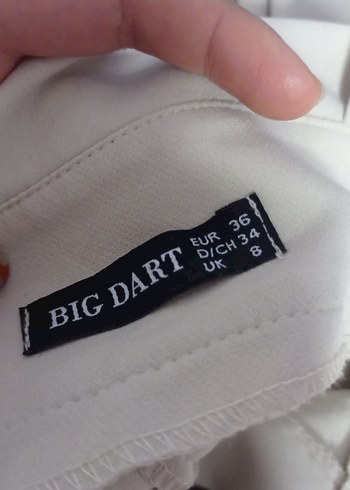 BIG DART
EUR 36
D/CH 34
UK 8